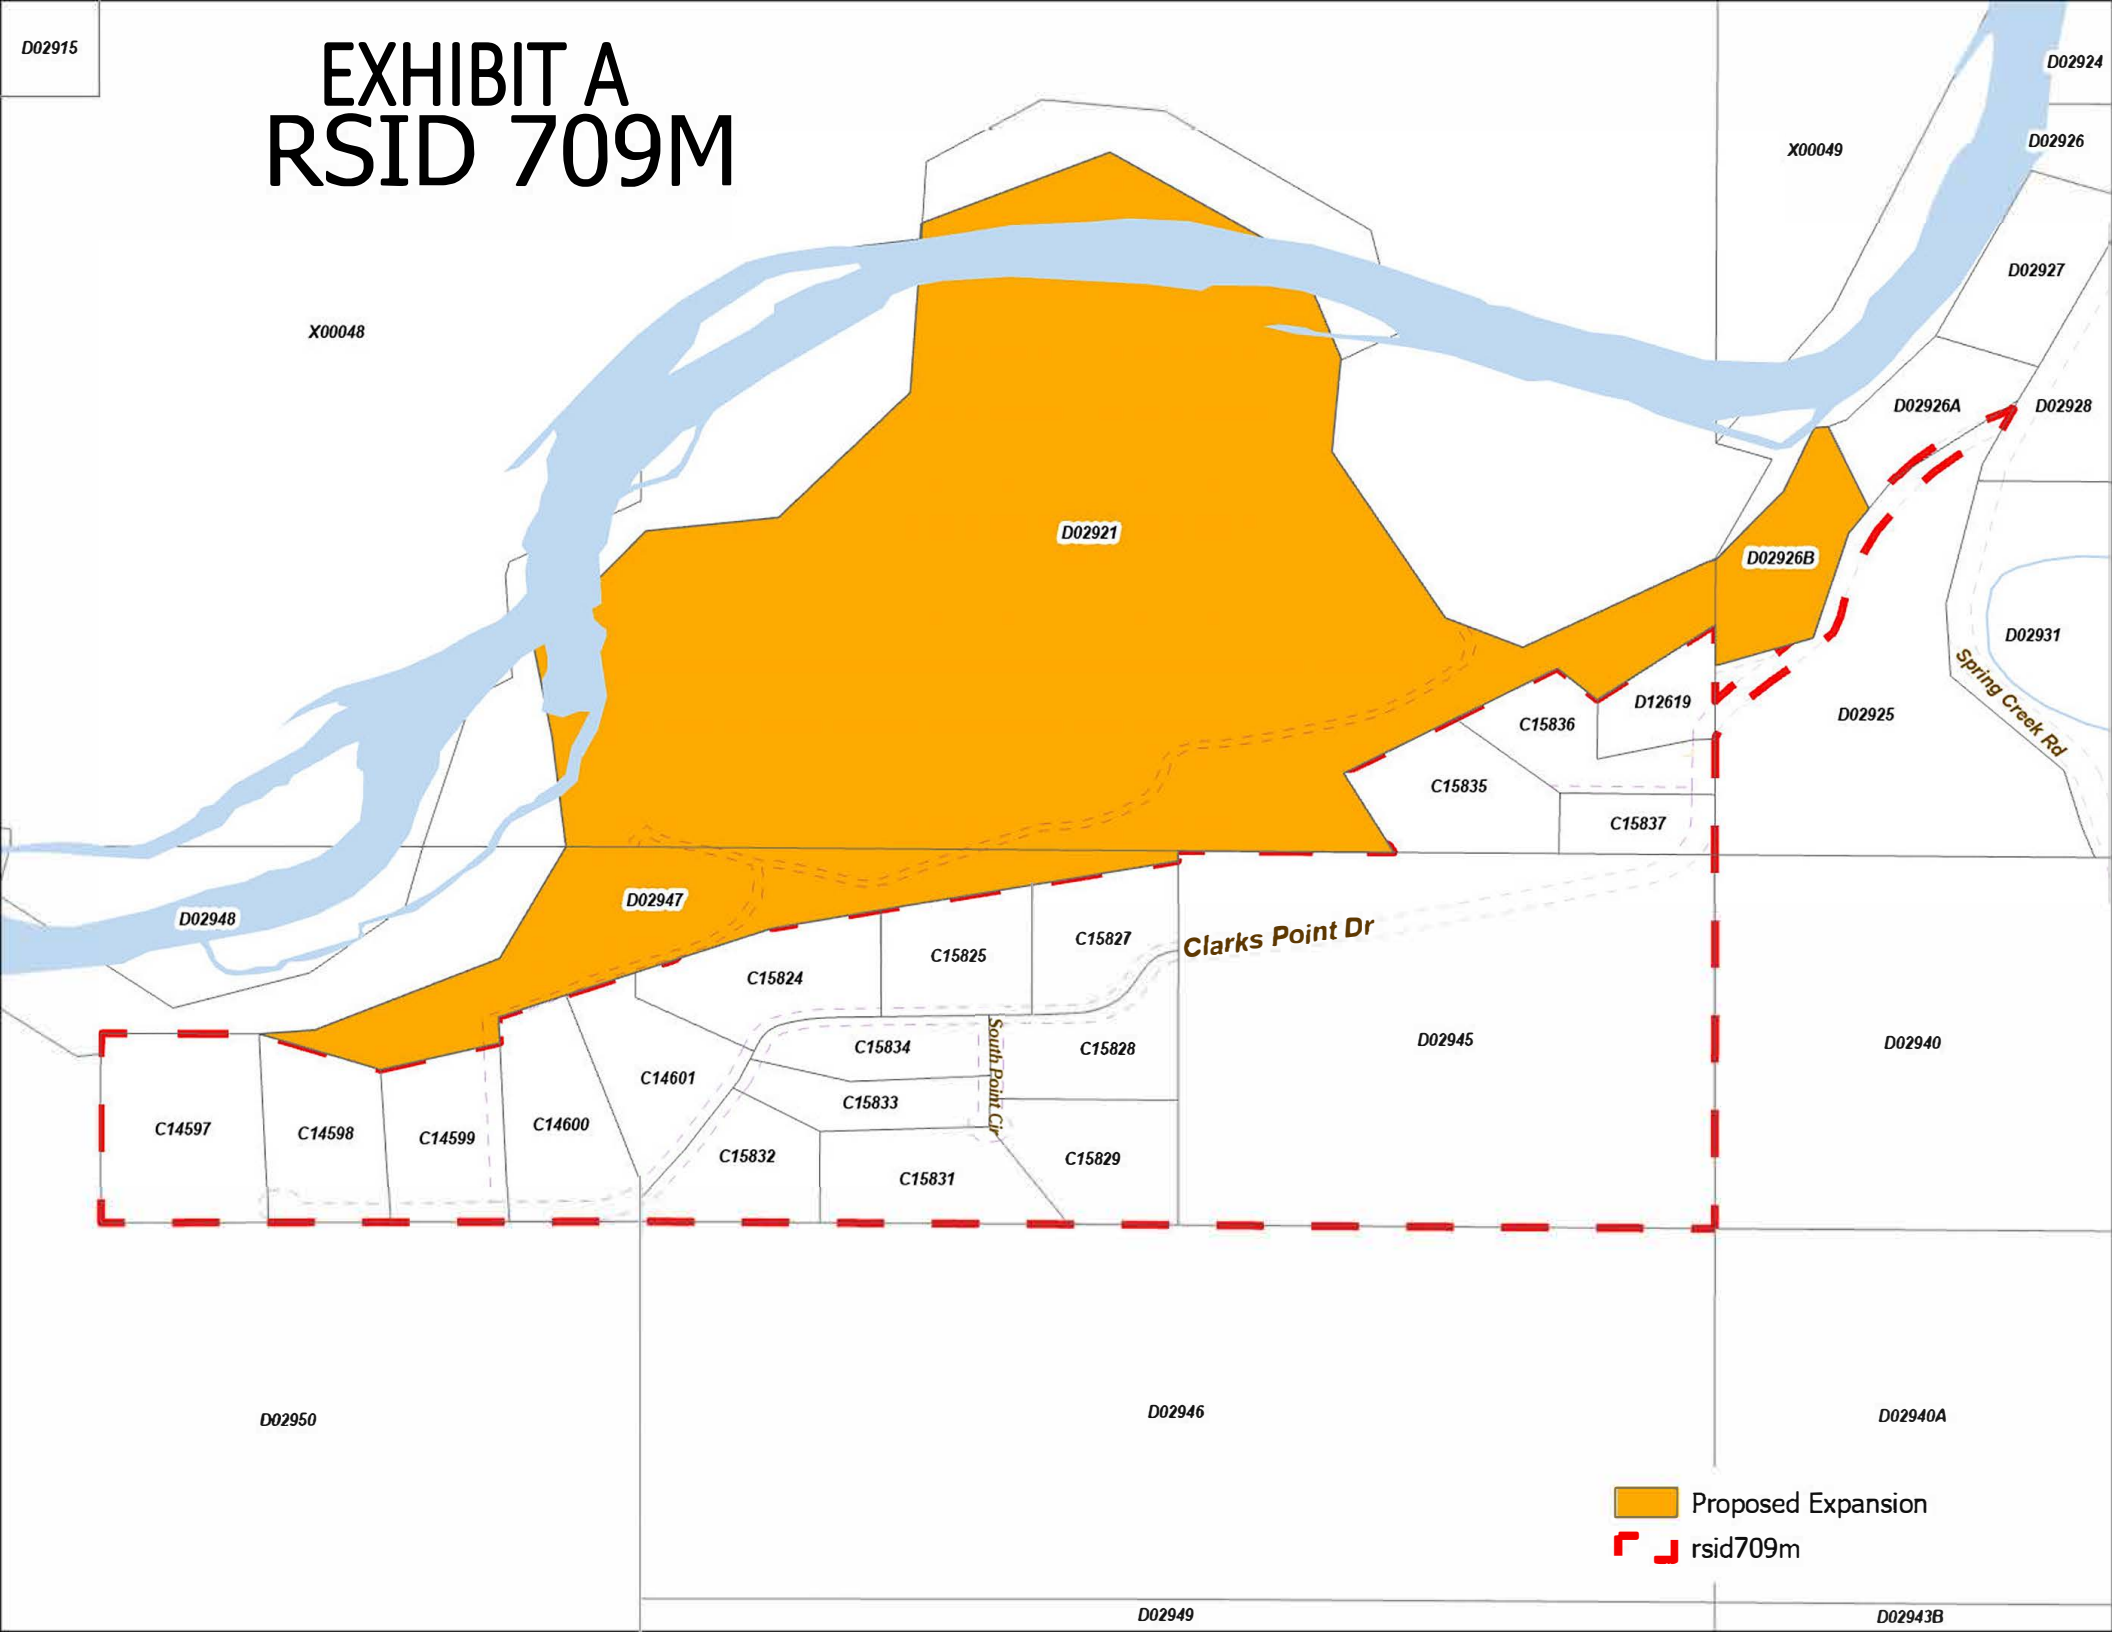 D02915
EXHIBIT A
RSID 709M
D02924
D02926
X00049
D02927
X00048
D02926A
D02928
D02921
D02926B
D02931
Spring Creek Rd
D12619
D02925
C15836
C15835
C15837
D02947
D02948
Clarks Point Dr
C15827
C15825
C15824
South Point Cir
C15834
C15828
D02945
D02940
C14601
C15833
C14597
C14598
C14599
C14600
C15832
C15829
C15831
D02950
D02946
D02940A
Proposed Expansion
rsid709m
D02949
D02943B